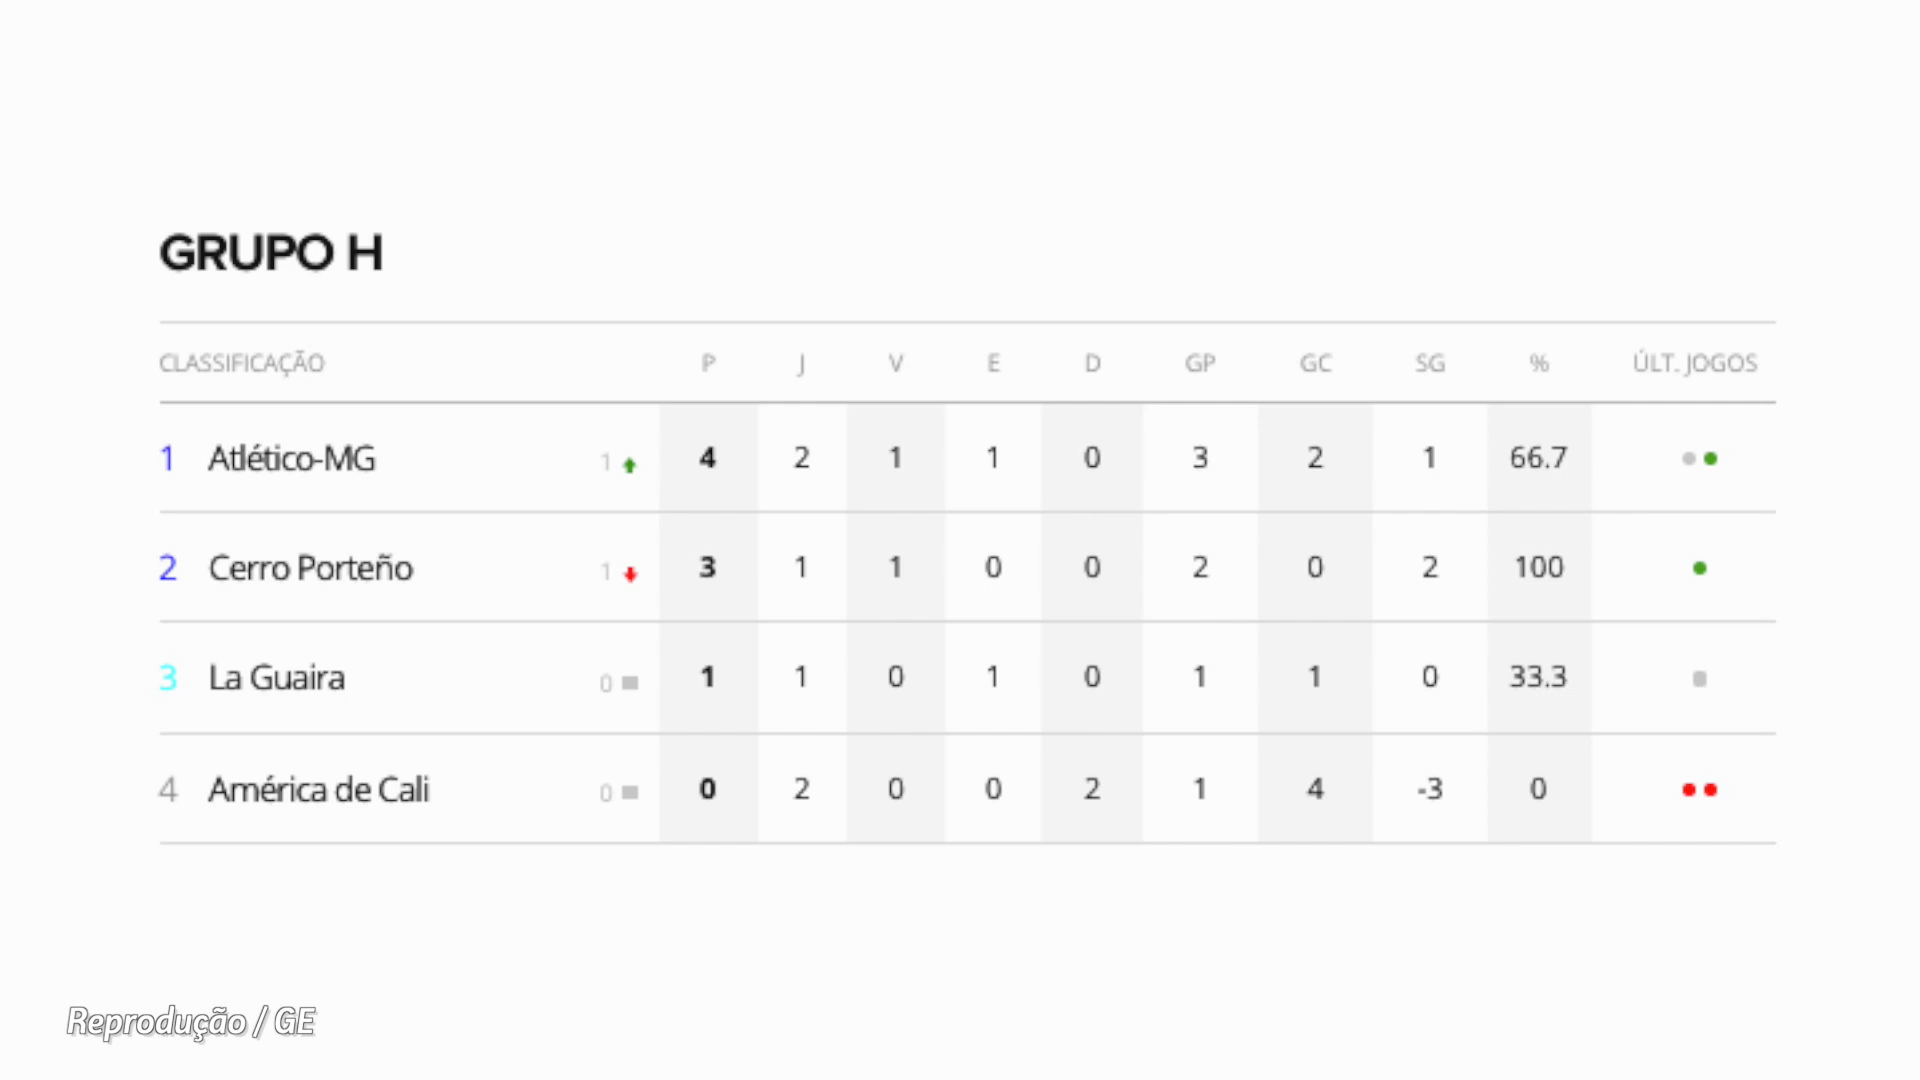 GRUPO H
CLASSIFICAÇÃO P J V E D GP GC SG % ÚLT. JOGOS
1 Atlético-MG 1 4 2 1 1 0 3 2 1 66.7
2 Cerro Porteño 1 3 1 1 0 0 2 0 2 100
3 La Guaira 0 1 1 0 1 0 1 1 0 33.3
4 América de Cali 0 0 2 0 0 2 1 4 -3 0
Reprodução / GE